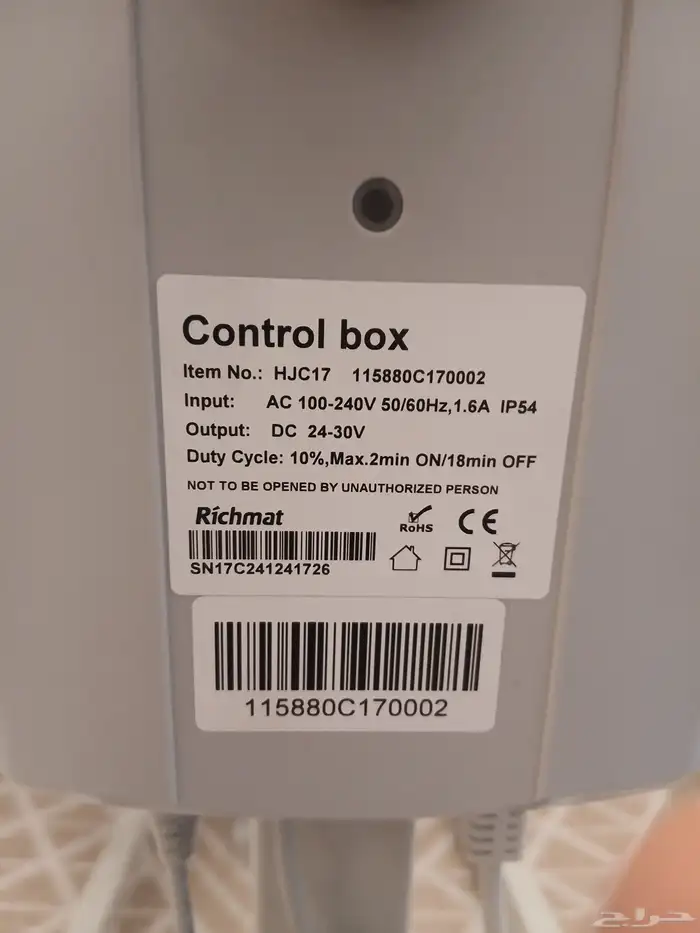 Control box
Item No.: HJC17 115880C170002
Input: AC 100-240V 50/60Hz,1.6A IP54
Output: DC 24-30V
Duty Cycle: 10%,Max.2min ON/18min OFF
NOT TO BE OPENED BY UNAUTHORIZED PERSON
Richmat
RoHS CE
SN17C241241726
115880C170002
حراج